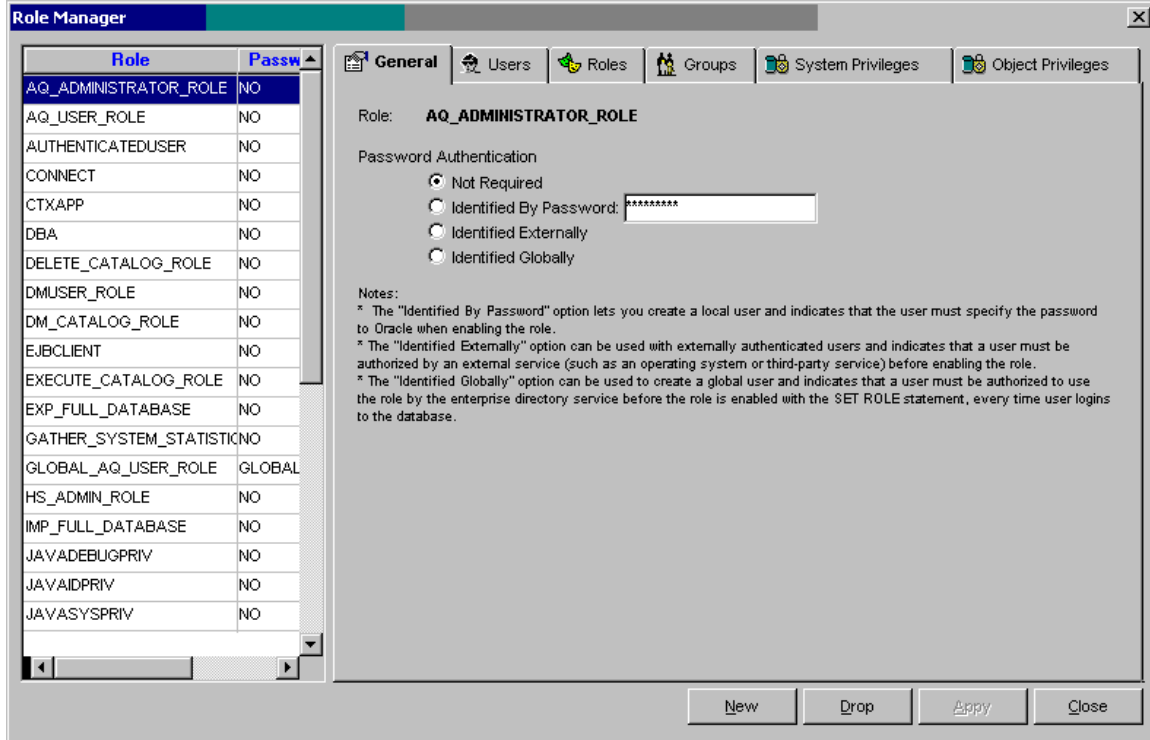 Role Manager
Role Passw
AQ_ADMINISTRATOR_ROLE NO
AQ_USER_ROLE NO
AUTHENTICATEDUSER NO
CONNECT NO
CTXAPP NO
DBA NO
DELETE_CATALOG_ROLE NO
DMUSER_ROLE NO
DM_CATALOG_ROLE NO
EJBCLIENT NO
EXECUTE_CATALOG_ROLE NO
EXP_FULL_DATABASE NO
GATHER_SYSTEM_STATISTIC NO
GLOBAL_AQ_USER_ROLE GLOBAL
HS_ADMIN_ROLE NO
IMP_FULL_DATABASE NO
JAVADEBUGPRIV NO
JAVAIDPRIV NO
JAVASYSPRIV NO
General Users Roles Groups System Privileges Object Privileges
Role: AQ_ADMINISTRATOR_ROLE
Password Authentication
Not Required
Identified By Password: *********
Identified Externally
Identified Globally
Notes:
* The "Identified By Password" option lets you create a local user and indicates that the user must specify the password
to Oracle when enabling the role.
* The "Identified Externally" option can be used with externally authenticated users and indicates that a user must be
authorized by an external service (such as an operating system or third-party service) before enabling the role.
* The "Identified Globally" option can be used to create a global user and indicates that a user must be authorized to use
the role by the enterprise directory service before the role is enabled with the SET ROLE statement, every time user logins
to the database.
New Drop Appy Close